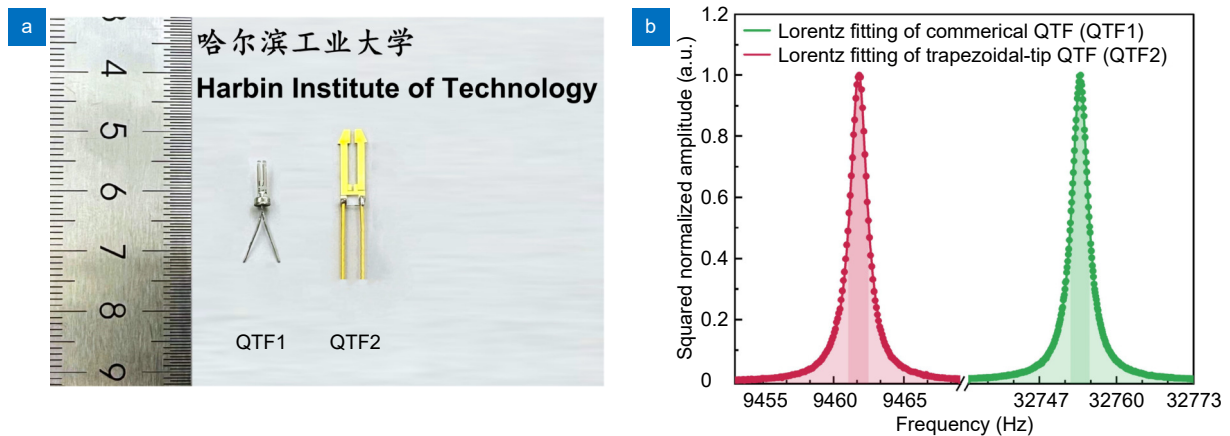 a
哈尔滨工业大学
Harbin Institute of Technology
3
4
5
6
7
8
9
QTF1
QTF2
b
Lorentz fitting of commerical QTF (QTF1)
Lorentz fitting of trapezoidal-tip QTF (QTF2)
Squared normalized amplitude (a.u.)
1.2
1.0
0.8
0.6
0.4
0.2
0
9455 9460 9465 32747 32760 32773
Frequency (Hz)